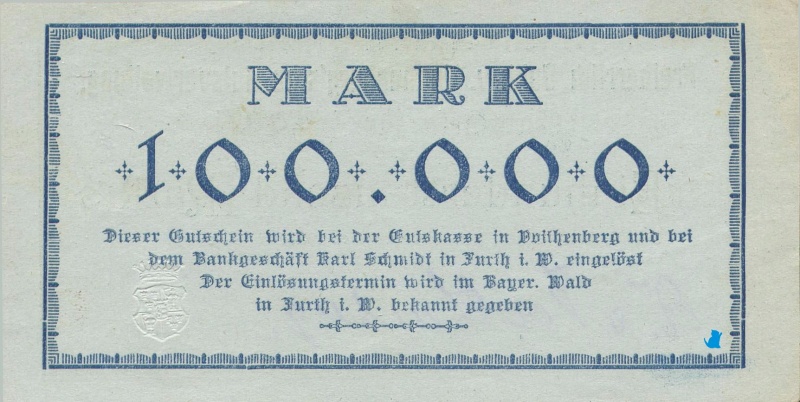 MARK
100.000
Dieser Gutschein wird bei der Gutskasse in Voithenberg und bei
dem Bankgeschäft Karl Schmidt in Furth i. W. eingelöst
Der Einlösungstermin wird im Bayer. Wald
in Furth i. W. bekannt gegeben